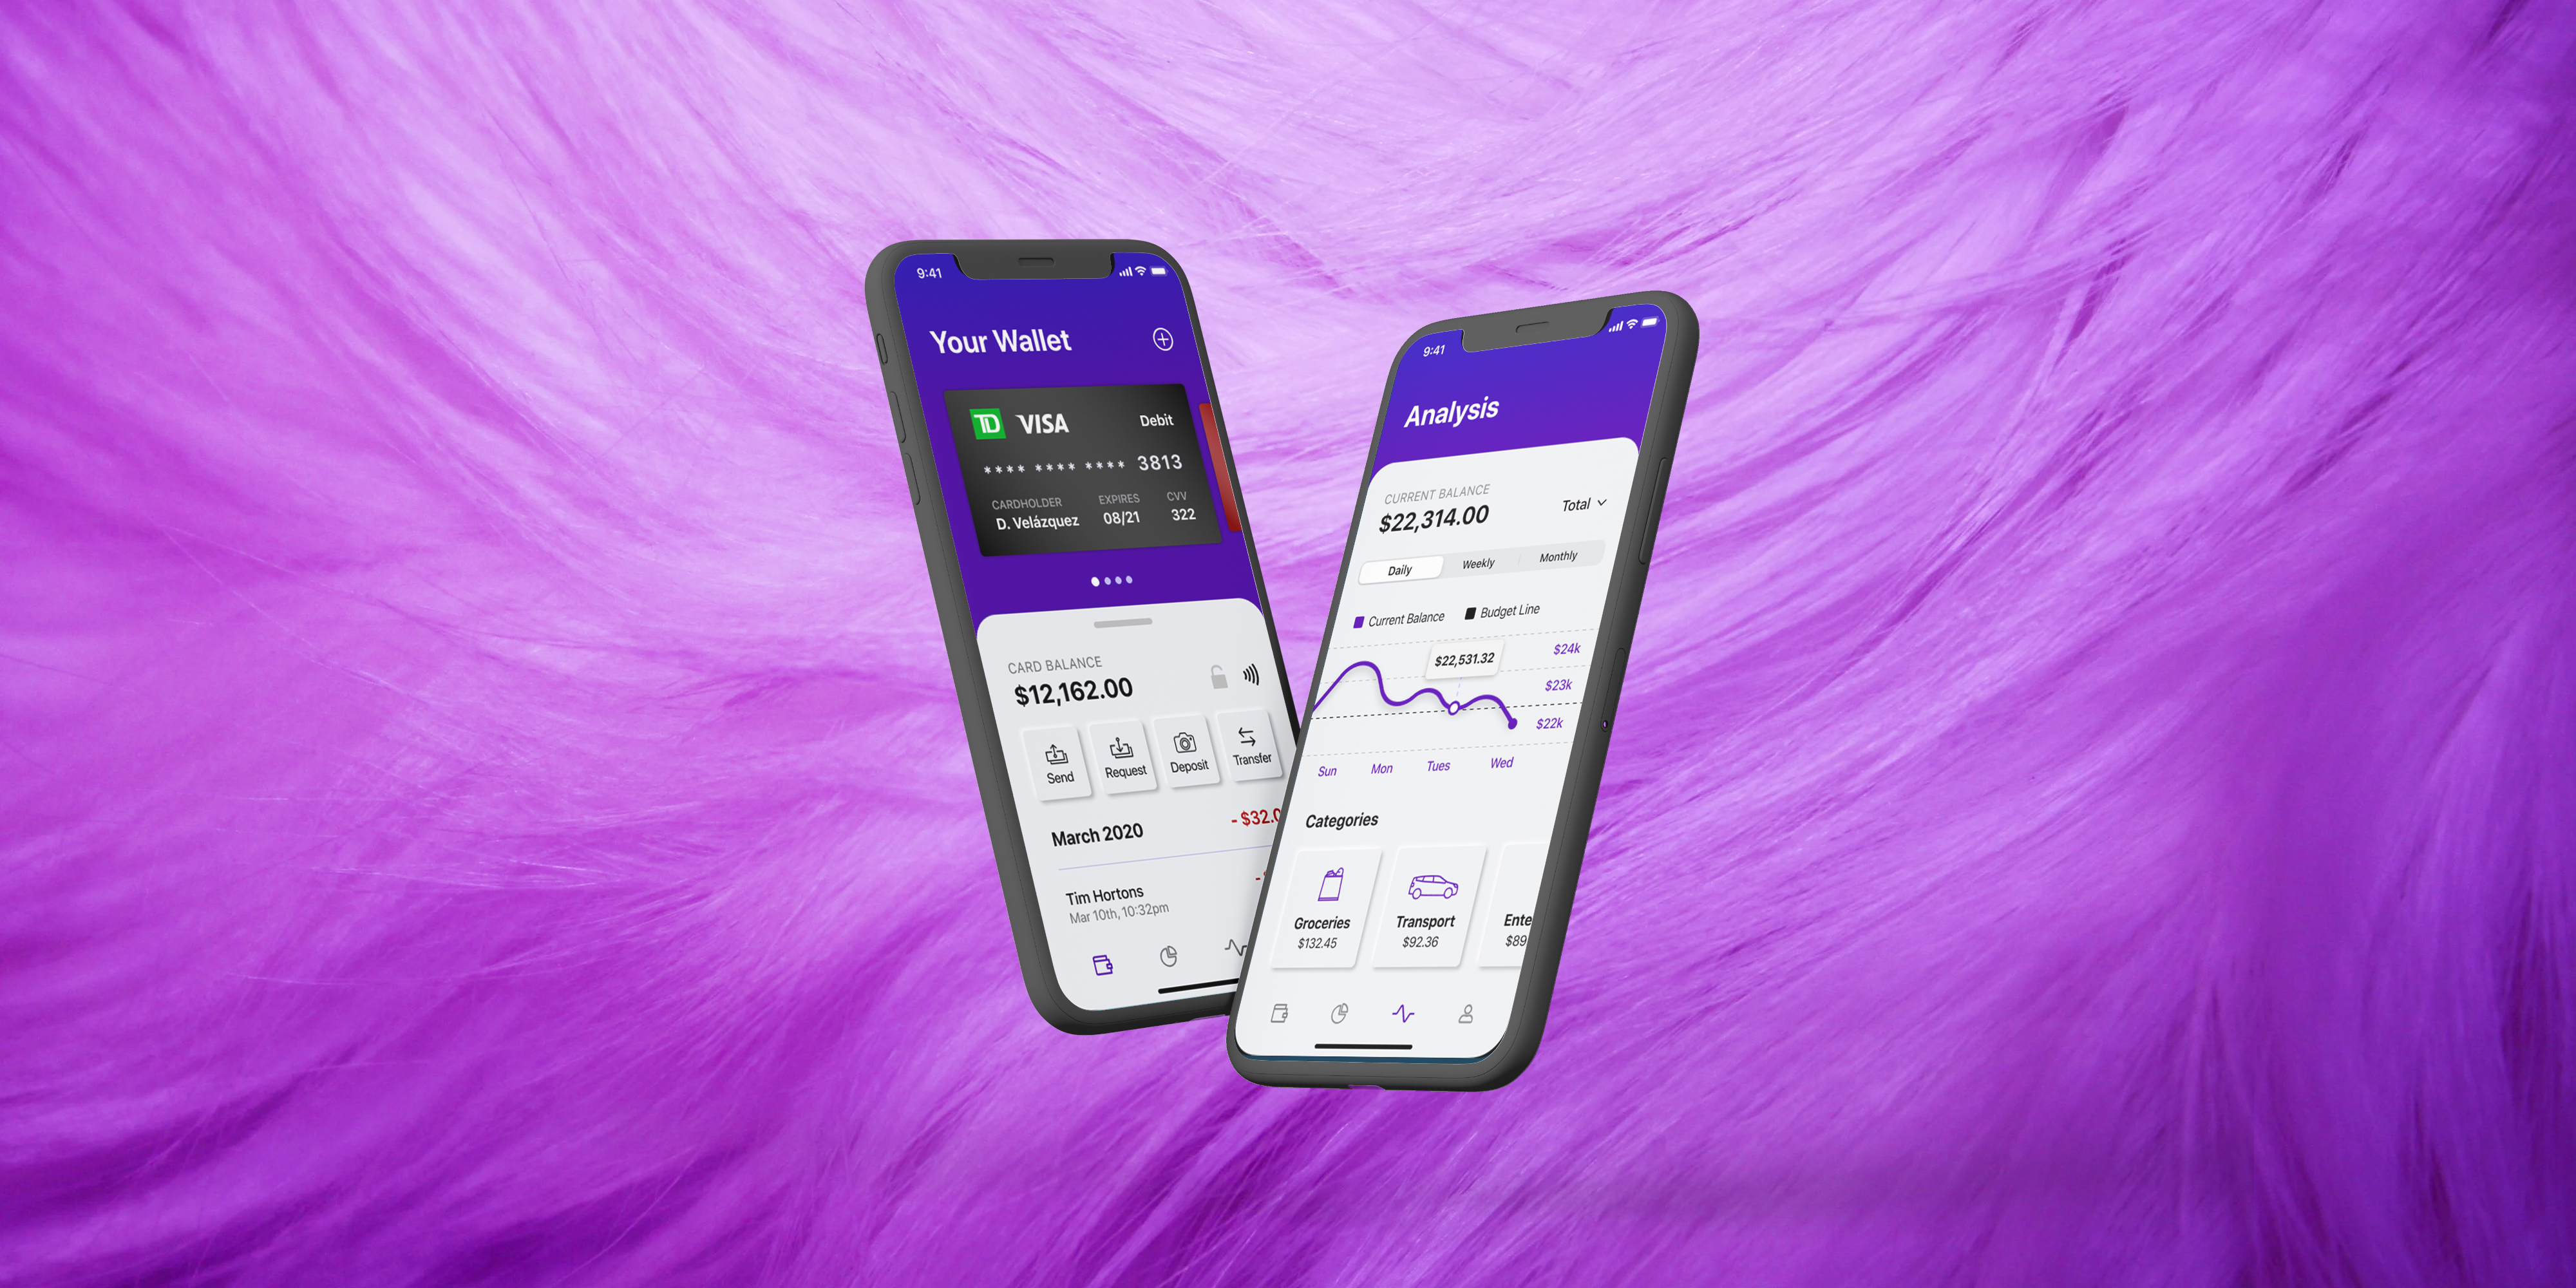 9:41
Your Wallet
TD VISA Debit
**** **** **** 3813
CARDHOLDER EXPIRES CVV
D. Velázquez 08/21 322
CARD BALANCE
$12,162.00
Send Request Deposit Transfer
March 2020 - $32.0
Tim Hortons
Mar 10th, 10:32pm
9:41
Analysis
CURRENT BALANCE
$22,314.00 Total
Daily Weekly Monthly
Current Balance Budget Line
$24k
$22,531.32
$23k
$22k
Sun Mon Tues Wed
Categories
Groceries Transport Ente
$132.45 $92.36 $89